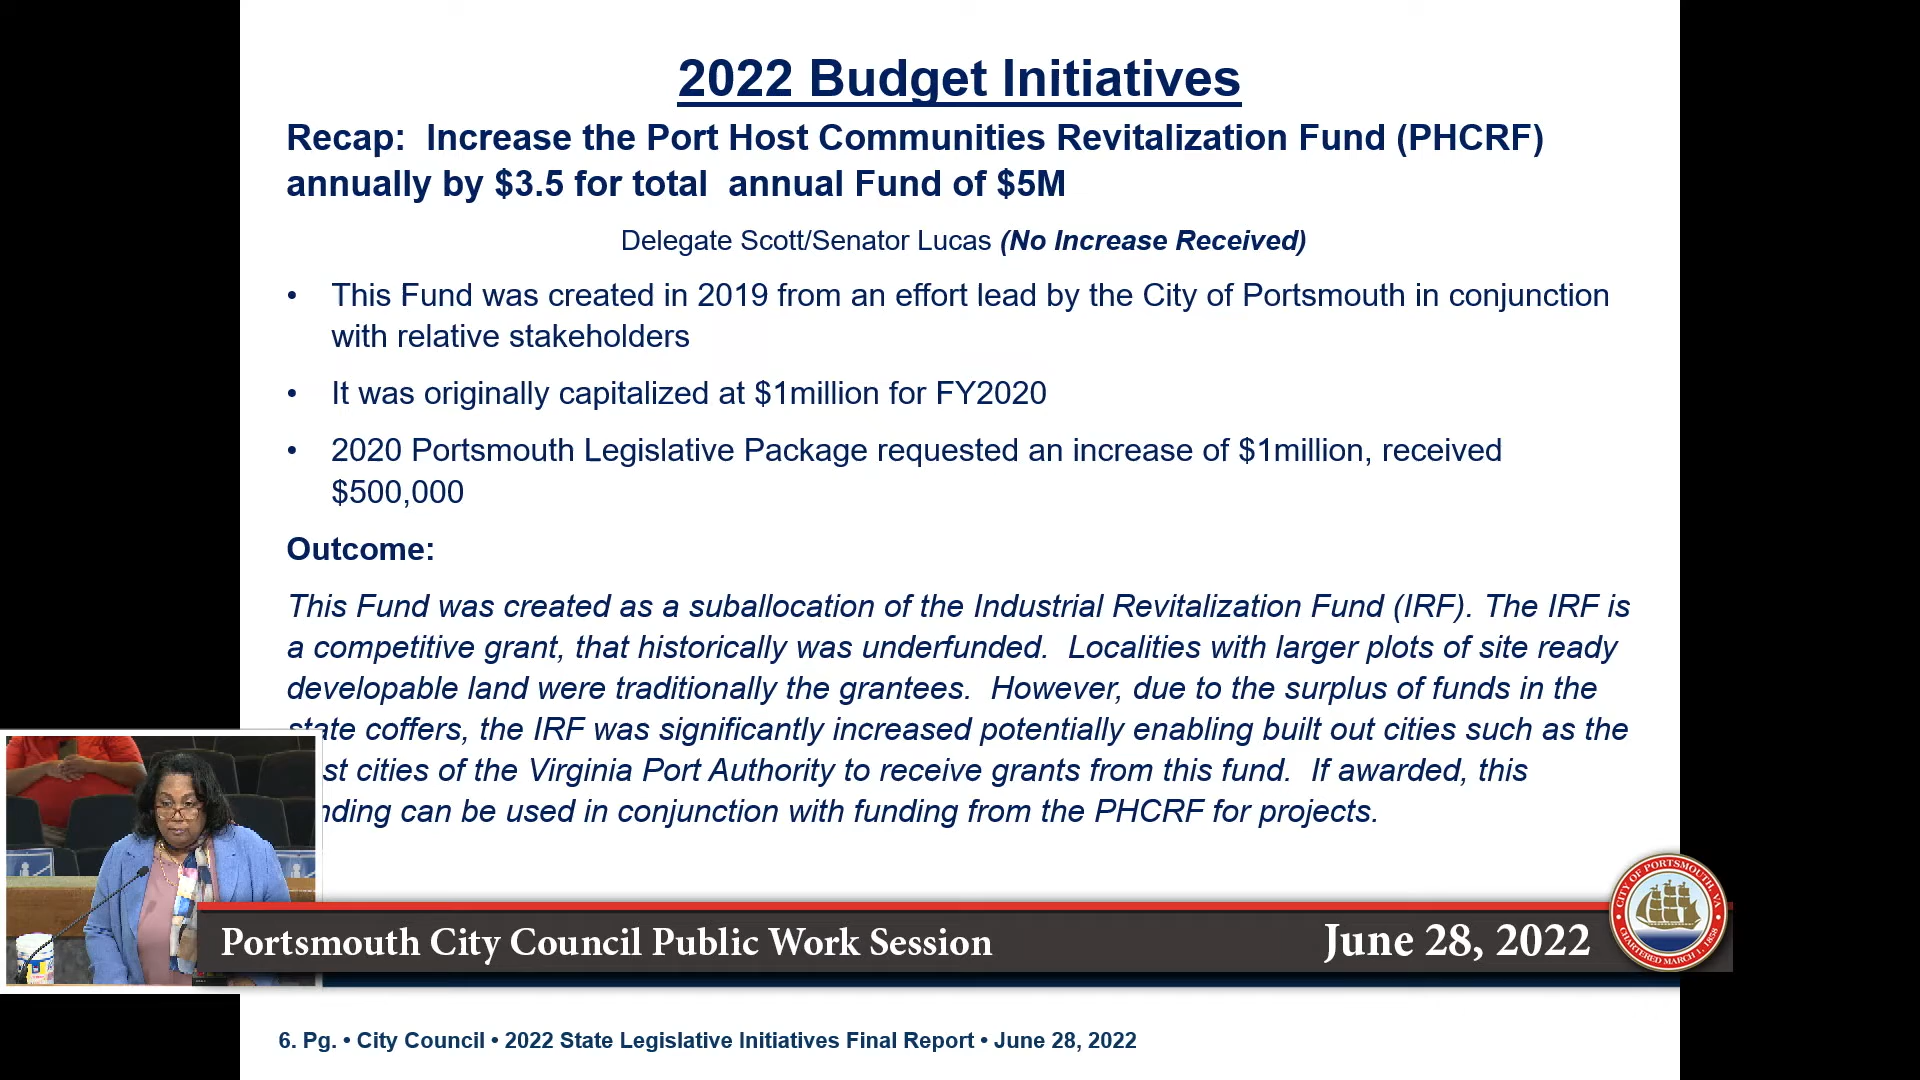 2022 Budget Initiatives
Recap:  Increase the Port Host Communities Revitalization Fund (PHCRF)
annually by $3.5 for total  annual Fund of $5M
Delegate Scott/Senator Lucas (No Increase Received)
• This Fund was created in 2019 from an effort lead by the City of Portsmouth in conjunction
with relative stakeholders
• It was originally capitalized at $1million for FY2020
• 2020 Portsmouth Legislative Package requested an increase of $1million, received
$500,000
Outcome:
This Fund was created as a suballocation of the Industrial Revitalization Fund (IRF). The IRF is
a competitive grant, that historically was underfunded.  Localities with larger plots of site ready
developable land were traditionally the grantees.  However, due to the surplus of funds in the
state coffers, the IRF was significantly increased potentially enabling built out cities such as the
cities of the Virginia Port Authority to receive grants from this fund.  If awarded, this
can be used in conjunction with funding from the PHCRF for projects.
Portsmouth City Council Public Work Session
June 28, 2022
CITY OF PORTSMOUTH, VA
CHARTERED MARCH 1, 1858
6. Pg. • City Council • 2022 State Legislative Initiatives Final Report • June 28, 2022